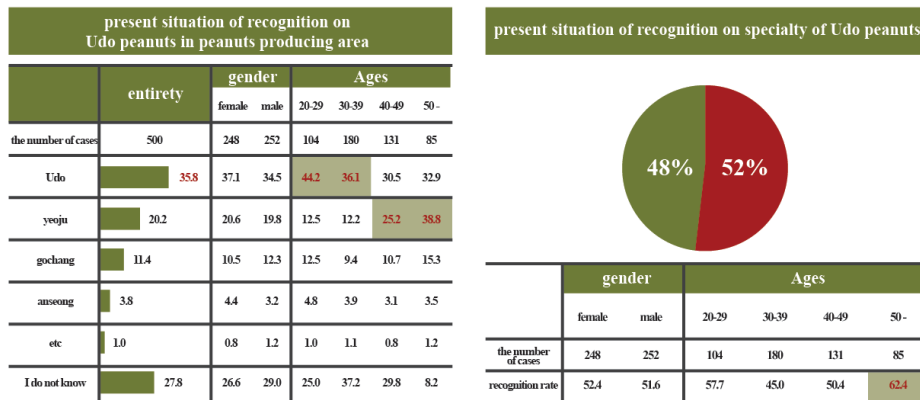 present situation of recognition on
Udo peanuts in peanuts producing area
entirety gender Ages
female male 20-29 30-39 40-49 50 -
the number of cases 500 248 252 104 180 131 85
Udo 35.8 37.1 34.5 44.2 36.1 30.5 32.9
yeoju 20.2 20.6 19.8 12.5 12.2 25.2 38.8
gochang 11.4 10.5 12.3 12.5 9.4 10.7 15.3
anseong 3.8 4.4 3.2 4.8 3.9 3.1 3.5
etc 1.0 0.8 1.2 1.0 1.1 0.8 1.2
I do not know 27.8 26.6 29.0 25.0 37.2 29.8 8.2
present situation of recognition on specialty of Udo peanuts
48% 52%
gender Ages
female male 20-29 30-39 40-49 50 -
the number
of cases 248 252 104 180 131 85
recognition rate 52.4 51.6 57.7 45.0 50.4 62.4